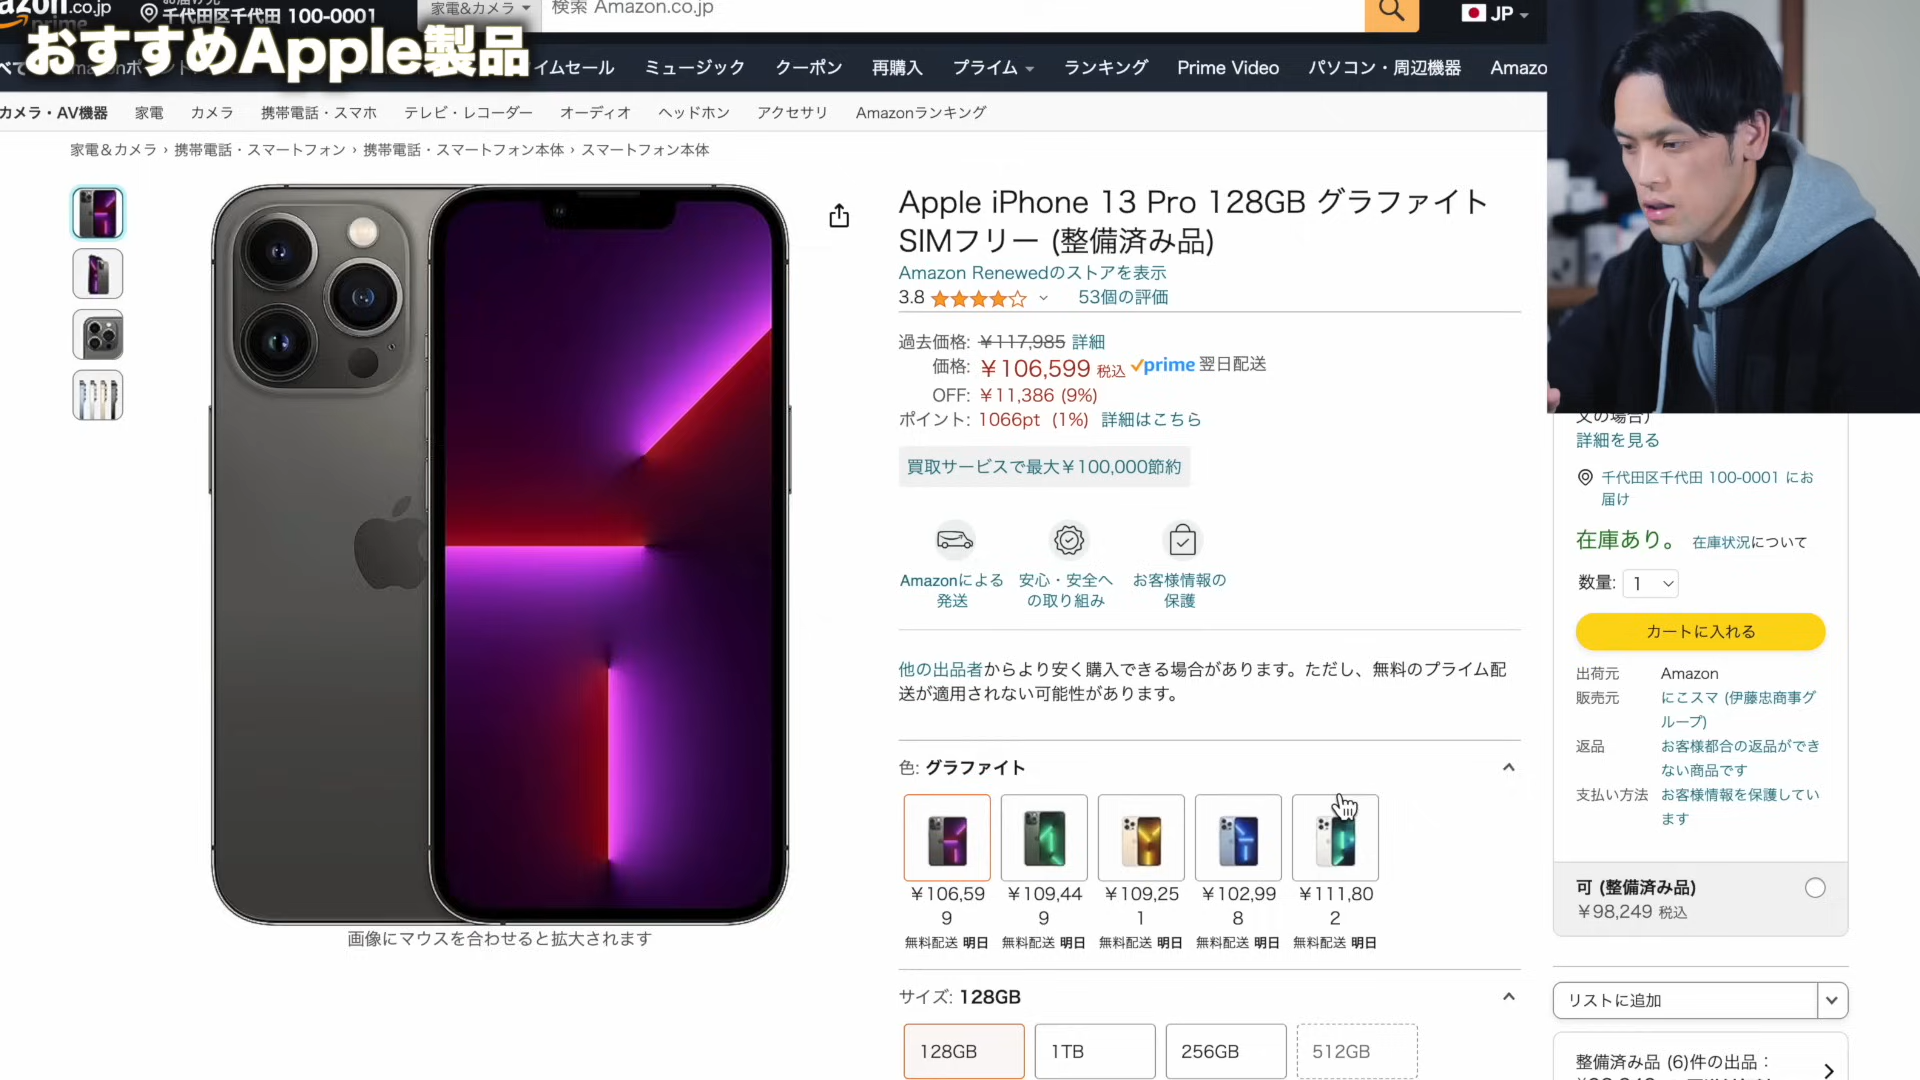 .co.jp
千代田区千代田 100-0001
家電&カメラ
検索 Amazon.co.jp
JP
おすすめApple製品
イムセール
ミュージック
クーポン
再購入
プライム
ランキング
Prime Video
パソコン・周辺機器
Amazo
カメラ・AV機器
家電
カメラ
携帯電話・スマホ
テレビ・レコーダー
オーディオ
ヘッドホン
アクセサリ
Amazonランキング
家電＆カメラ › 携帯電話・スマートフォン › 携帯電話・スマートフォン本体 › スマートフォン本体
Apple iPhone 13 Pro 128GB グラファイト
SIMフリー (整備済み品)
Amazon Renewedのストアを表示
3.8
53個の評価
過去価格: ￥117,985 詳細
価格: ￥106,599 税込 prime 翌日配送
OFF: ￥11,386 (9%)
ポイント: 1066pt (1%) 詳細はこちら
買取サービスで最大￥100,000節約
Amazonによる
発送
安心・安全へ
の取り組み
お客様情報の
保護
他の出品者からより安く購入できる場合があります。ただし、無料のプライム配
送が適用されない可能性があります。
色: グラファイト
￥106,59
9
無料配送 明日
￥109,44
9
無料配送 明日
￥109,25
1
無料配送 明日
￥102,99
8
無料配送 明日
￥111,80
2
無料配送 明日
サイズ: 128GB
128GB
1TB
256GB
512GB
画像にマウスを合わせると拡大されます
文の場合)
詳細を見る
千代田区千代田 100-0001 にお
届け
在庫あり。 在庫状況について
数量: 1
カートに入れる
出荷元 Amazon
販売元 にこスマ (伊藤忠商事グ
ループ)
返品 お客様都合の返品ができ
ない商品です
支払い方法 お客様情報を保護してい
ます
可 (整備済み品)
￥98,249 税込
リストに追加
整備済み品 (6)件の出品：